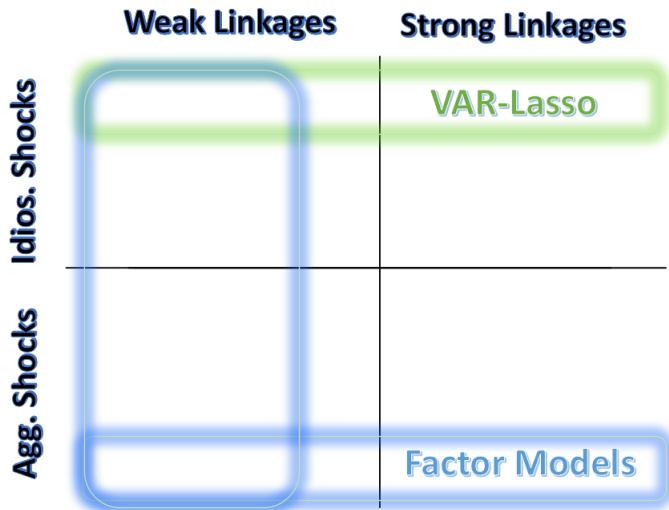 Weak Linkages
Strong Linkages
Idios. Shocks
VAR-Lasso
Agg. Shocks
Factor Models